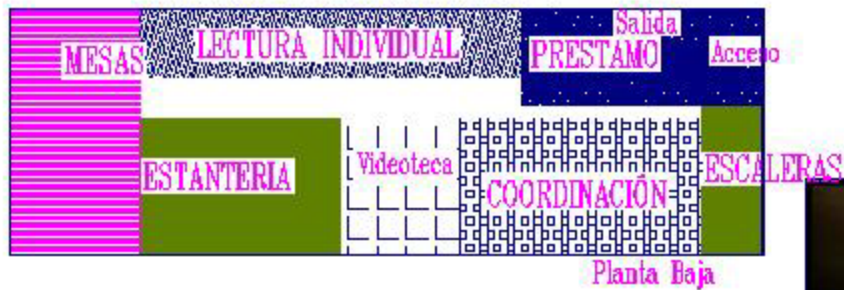 Salida
LECTURA INDIVIDUAL
MESAS
PRESTAMO
Acceso
ESTANTERIA
Videoteca
COORDINACIÓN
ESCALERAS
Planta Baja